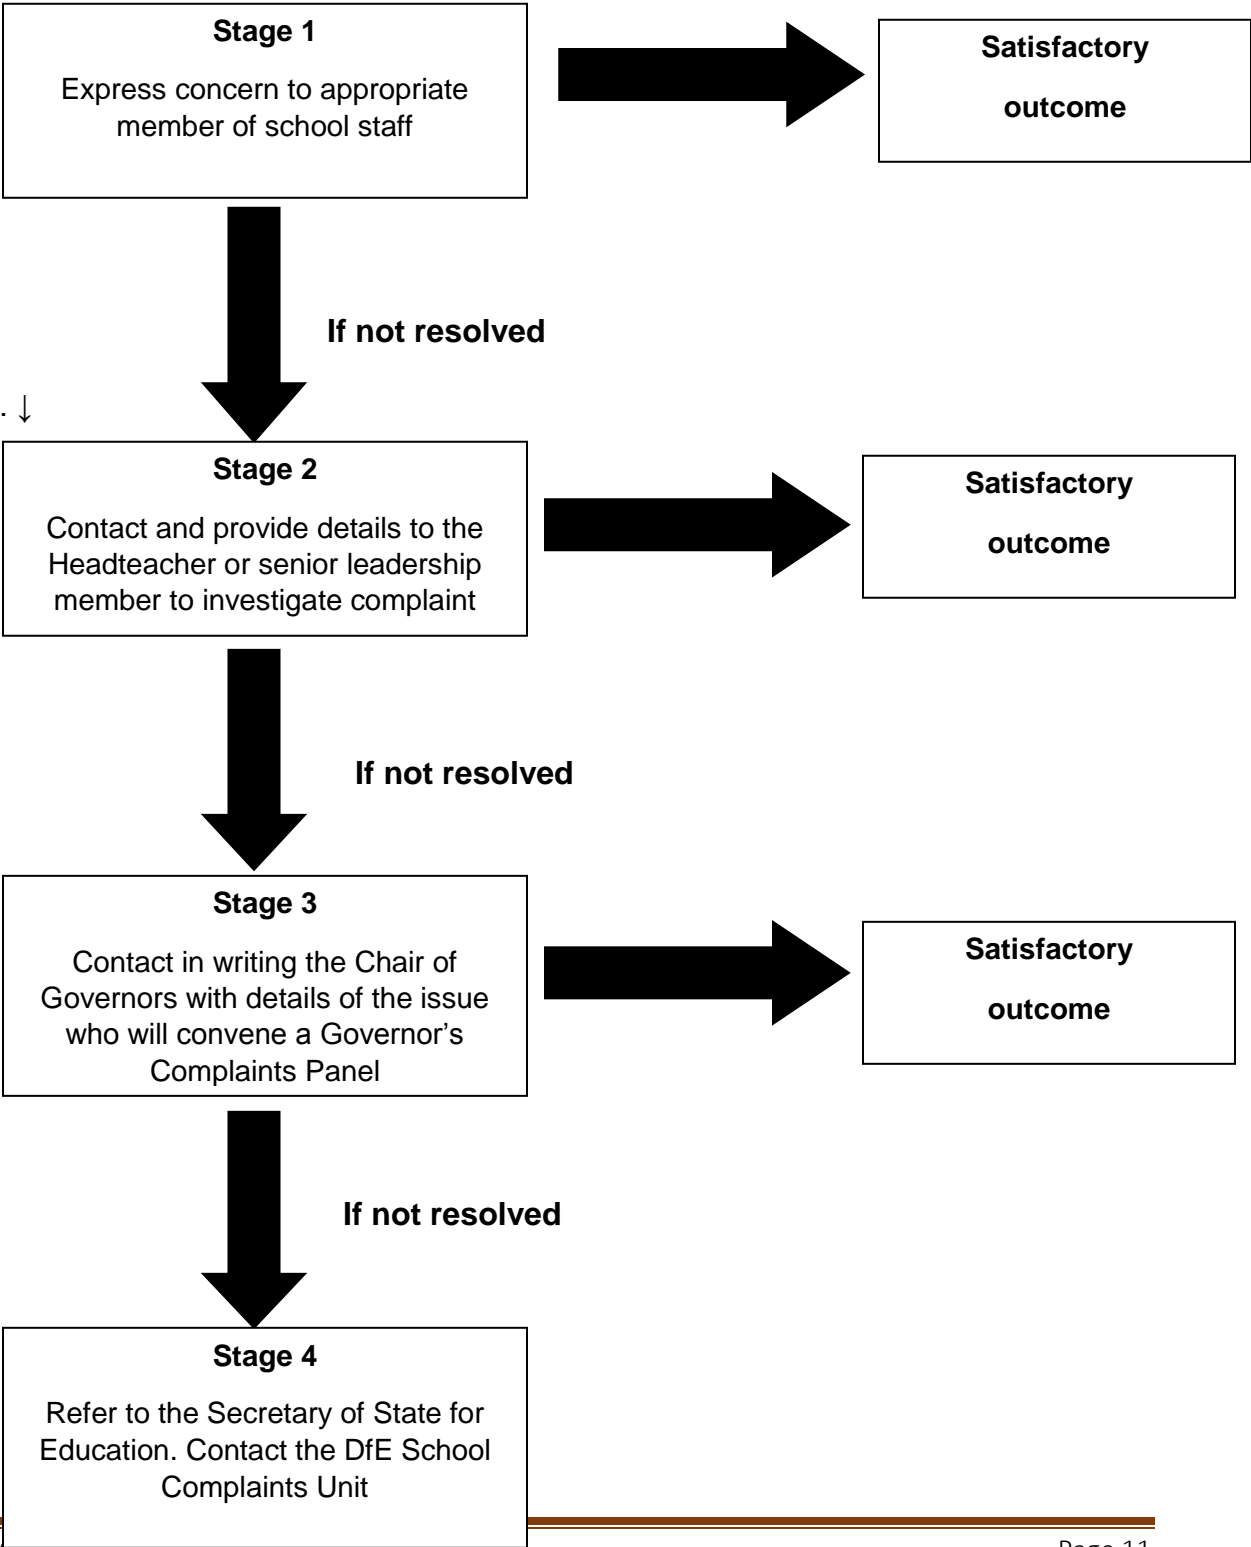 Stage 1
Express concern to appropriate
member of school staff
Satisfactory
outcome
If not resolved
. ↓
Stage 2
Contact and provide details to the
Headteacher or senior leadership
member to investigate complaint
Satisfactory
outcome
If not resolved
Stage 3
Contact in writing the Chair of
Governors with details of the issue
who will convene a Governor’s
Complaints Panel
Satisfactory
outcome
If not resolved
Stage 4
Refer to the Secretary of State for
Education. Contact the DfE School
Complaints Unit
Page 11